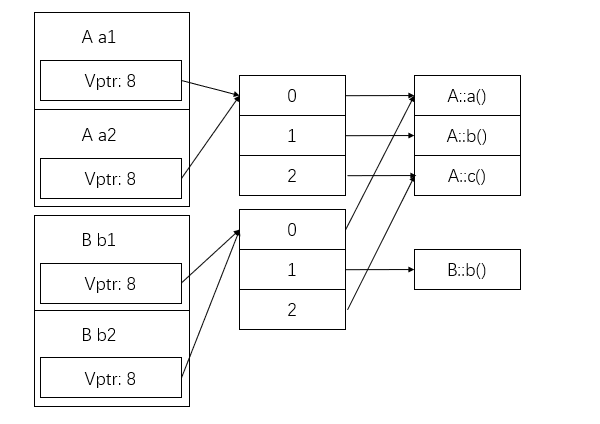 A a1
Vptr: 8
A a2
Vptr: 8
B b1
Vptr: 8
B b2
Vptr: 8
0
1
2
0
1
2
A::a()
A::b()
A::c()
B::b()